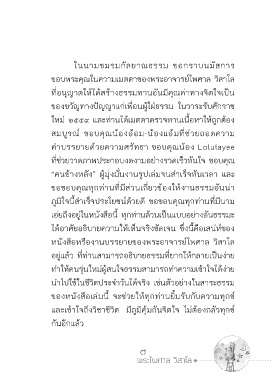 ในนามชมรมกัลยาณธรรม ขอกราบนมัสการ
ขอบพระคุณในความเมตตาของพระอาจารย์ไพศาล วิสาโล
ที่อนุญาตให้ได้สร้างธรรมทานอันมีคุณค่าทางจิตใจเป็น
ของขวัญทางปัญญาแก่เพื่อนผู้ใฝ่ธรรม ในวาระรับศักราช
ใหม่ ๒๕๕๙ และท่านได้เมตตาตรวจทานเนื้อหาให้ถูกต้อง
สมบูรณ์ ขอบคุณน้องอ้อม-น้องแอ้มที่ช่วยถอดความ
คำบรรยายด้วยความศรัทธา ขอบคุณน้อง Lolutayee
ที่ช่วยวาดภาพประกอบงดงามอย่างรวดเร็วทันใจ ขอบคุณ
"คนข้างหลัง" ผู้มุ่งมั่นงานรูปเล่มจนสำเร็จทันเวลา และ
ขอขอบคุณทุกท่านที่มีส่วนเกี่ยวข้องให้งานธรรมอันน่า
ภูมิใจนี้สำเร็จประโยชน์ด้วยดี ขอขอบคุณทุกท่านที่มีนาม
เอ่ยถึงอยู่ในหนังสือนี้ ทุกท่านล้วนเป็นแบบอย่างอันธรรมะ
ได้อาศัยอธิบายความให้เห็นจริงชัดเจน ซึ่งนี้คือเสน่ห์ของ
หนังสือหรืองานบรรยายของพระอาจารย์ไพศาล วิสาโล
อยู่แล้ว ที่ท่านสามารถอธิบายธรรมที่ยากให้กลายเป็นง่าย
ทำให้คนรุ่นใหม่ผู้สนใจธรรมสามารถทำความเข้าใจได้ง่าย
นำไปใช้ในชีวิตประจำวันได้จริง เช่นตัวอย่างในสาระธรรม
ของหนังสือเล่มนี้ จะช่วยให้ทุกท่านยิ้มรับกับความทุกข์
และเข้าใจถึงวิชาชีวิต มีภูมิคุ้มกันจิตใจ ไม่ต้องกลัวทุกข์
กันอีกแล้ว
พระไพศาล วิสาโล